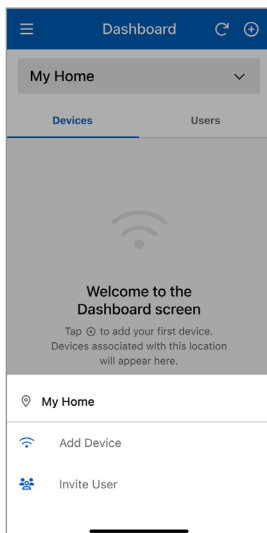 Dashboard
My Home
Devices Users
Welcome to the
Dashboard screen
Tap ⊕ to add your first device.
Devices associated with this location
will appear here.
My Home
Add Device
Invite User